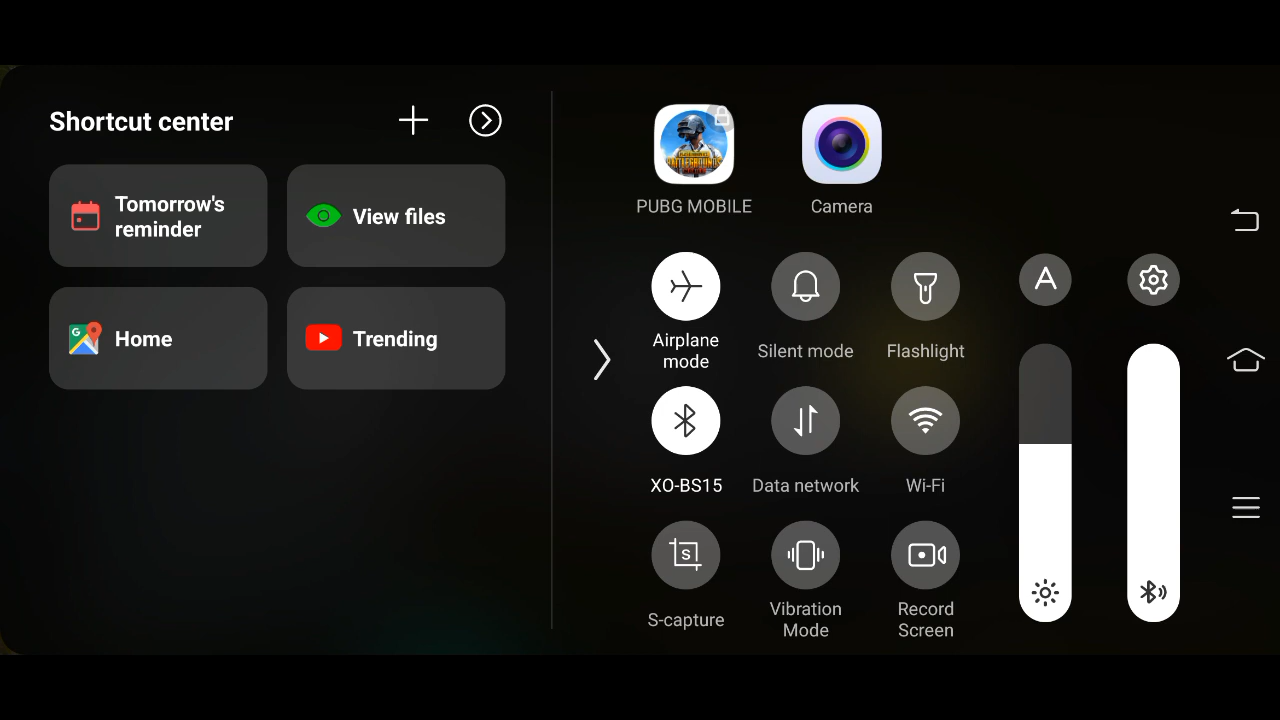 Shortcut center
Tomorrow's
reminder
View files
Home
Trending
PUBG MOBILE
Camera
Airplane
mode
Silent mode
Flashlight
A
XO-BS15
Data network
Wi-Fi
S
S-capture
Vibration
Mode
Record
Screen